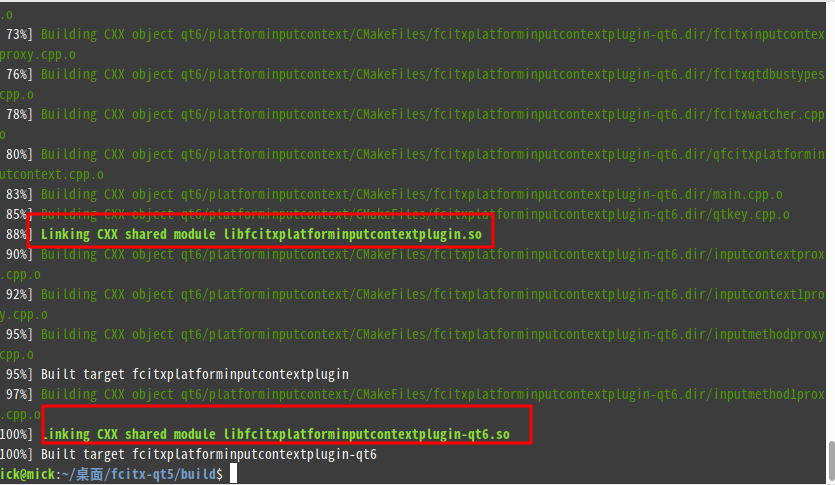 .o
73%] Building CXX object qt6/platforminputcontext/CMakeFiles/fcitxplatforminputcontextplugin-qt6.dir/fcitxinputcontex
proxy.cpp.o
76%] Building CXX object qt6/platforminputcontext/CMakeFiles/fcitxplatforminputcontextplugin-qt6.dir/fcitxqtdbustypes
cpp.o
78%] Building CXX object qt6/platforminputcontext/CMakeFiles/fcitxplatforminputcontextplugin-qt6.dir/fcitxwatcher.cpp
o
80%] Building CXX object qt6/platforminputcontext/CMakeFiles/fcitxplatforminputcontextplugin-qt6.dir/qfcitxplatformin
utcontext.cpp.o
83%] Building CXX object qt6/platforminputcontext/CMakeFiles/fcitxplatforminputcontextplugin-qt6.dir/main.cpp.o
85%] Building CXX object qt6/platforminputcontext/CMakeFiles/fcitxplatforminputcontextplugin-qt6.dir/qtkey.cpp.o
88%] Linking CXX shared module libfcitxplatforminputcontextplugin.so
90%] Building CXX object qt6/platforminputcontext/CMakeFiles/fcitxplatforminputcontextplugin-qt6.dir/inputcontextprox
.cpp.o
92%] Building CXX object qt6/platforminputcontext/CMakeFiles/fcitxplatforminputcontextplugin-qt6.dir/inputcontext1pro
y.cpp.o
95%] Building CXX object qt6/platforminputcontext/CMakeFiles/fcitxplatforminputcontextplugin-qt6.dir/inputmethodproxy
cpp.o
95%] Built target fcitxplatforminputcontextplugin
97%] Building CXX object qt6/platforminputcontext/CMakeFiles/fcitxplatforminputcontextplugin-qt6.dir/inputmethod1prox
.cpp.o
100%] Linking CXX shared module libfcitxplatforminputcontextplugin-qt6.so
100%] Built target fcitxplatforminputcontextplugin-qt6
ick@mick:~/桌面/fcitx-qt5/build$